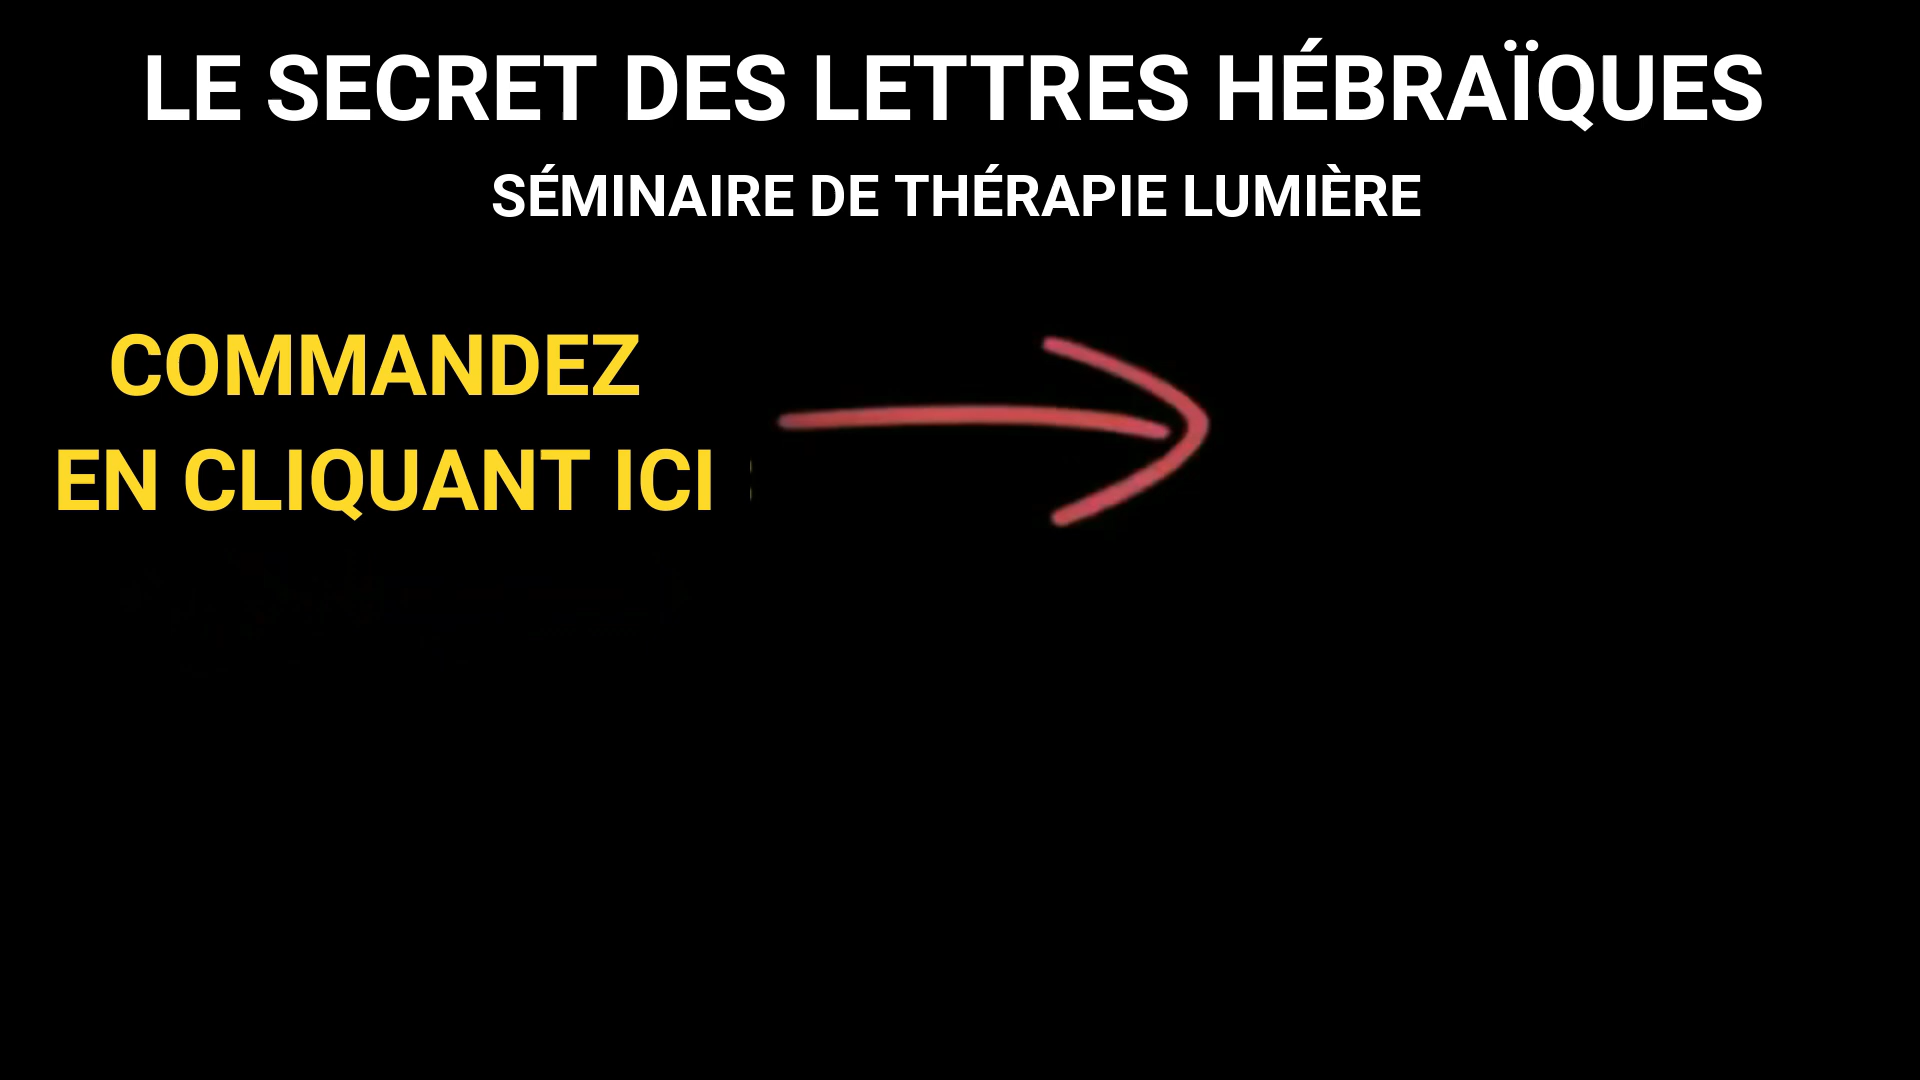 LE SECRET DES LETTRES HÉBRAÏQUES
SÉMINAIRE DE THÉRAPIE LUMIÈRE
COMMANDEZ
EN CLIQUANT ICI :